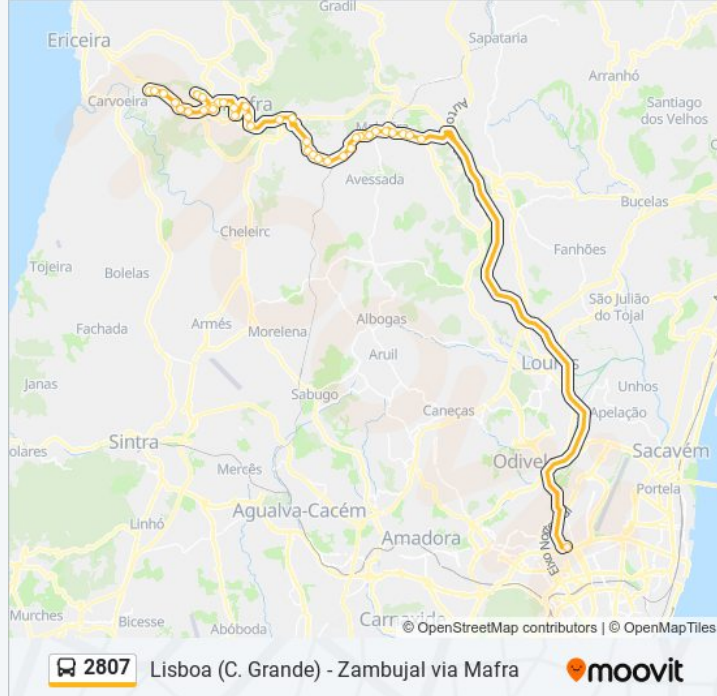 Gradil
Ericeira
Sapataria
Arranhó
Carvoeira
Santiago
dos Velhos
Avessada
Bucelas
Cheleirc
Fanhões
Tojeira
Bolelas
São Julião
do Tojal
Fachada
Armés
Morelena
Albogas
Aruil
Janas
Sabugo
Unhos
Caneças
Apelação
Sintra
olares
Odivel
Sacavém
Mercês
Portela
Agualva-Cacém
Linhó
Amadora
Murches
Bicesse
Abóboda
© OpenStreetMap contributors | © OpenMapTiles
2807 Lisboa (C. Grande) - Zambujal via Mafra
moovit